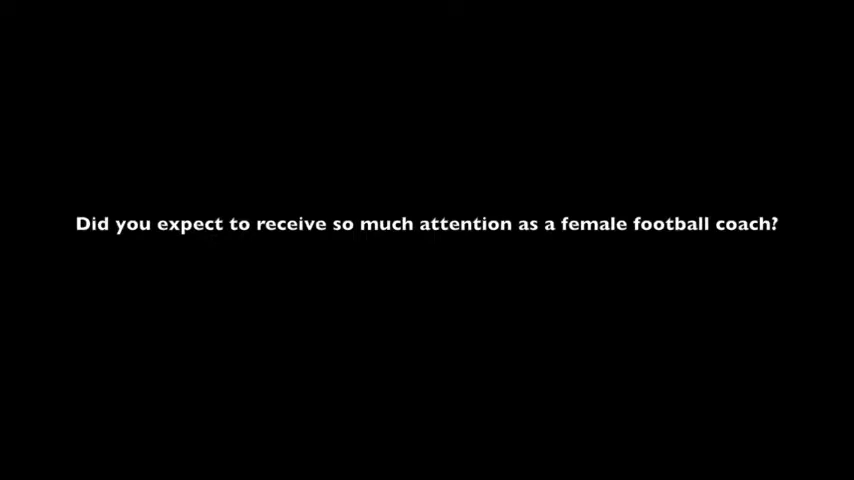 Did you expect to receive so much attention as a female football coach?